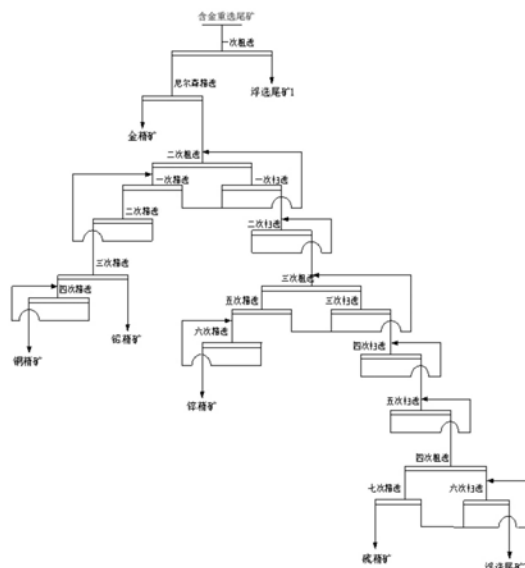 含金重选尾矿
一次粗选
尼尔森精选
浮选尾矿1
金精矿
二次粗选
一次精选
一次扫选
二次精选
二次扫选
三次精选
三次粗选
四次精选
五次精选
三次扫选
铅精矿
六次精选
四次扫选
铜精矿
锌精矿
五次扫选
四次粗选
七次精选
六次扫选
硫精矿
浮选尾矿